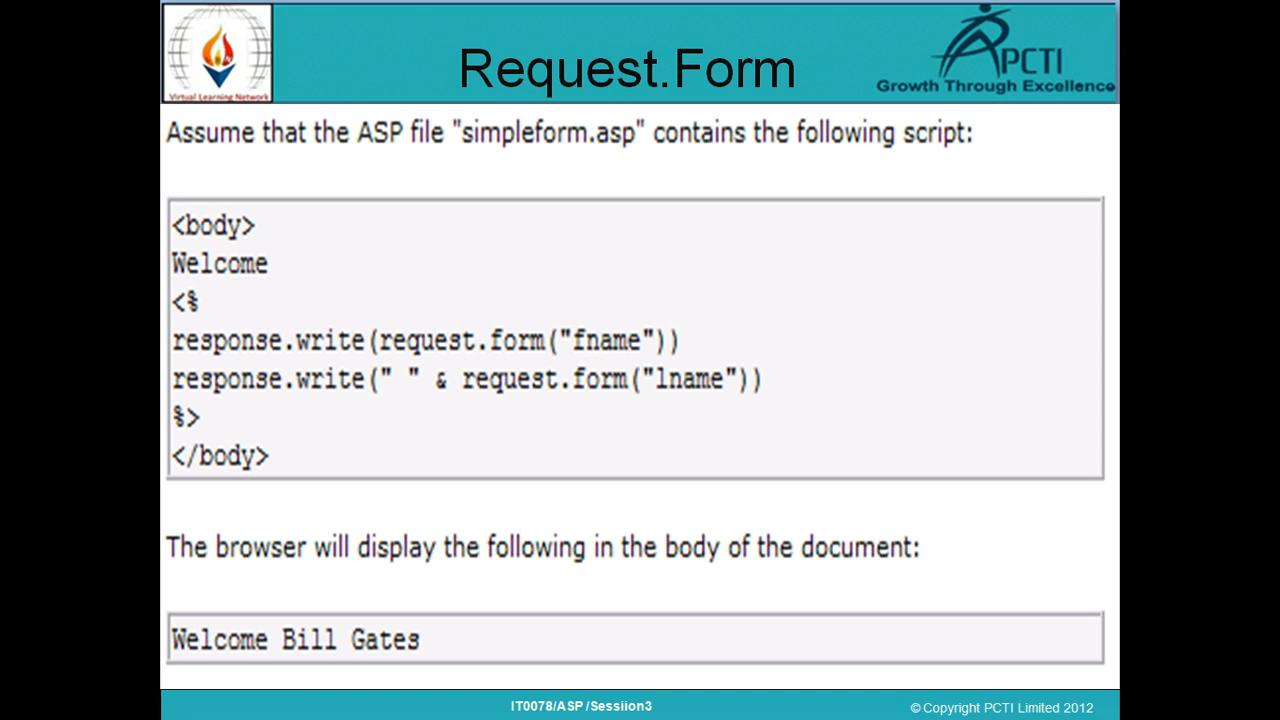 Virtual Learning Network
Request.Form
PCTI
Growth Through Excellence
Assume that the ASP file "simpleform.asp" contains the following script:
<body>
Welcome
<%
response.write(request.form("fname"))
response.write(" " & request.form("lname"))
%>
</body>
The browser will display the following in the body of the document:
Welcome Bill Gates
IT0078/ASP /Sessiion3
© Copyright PCTI Limited 2012